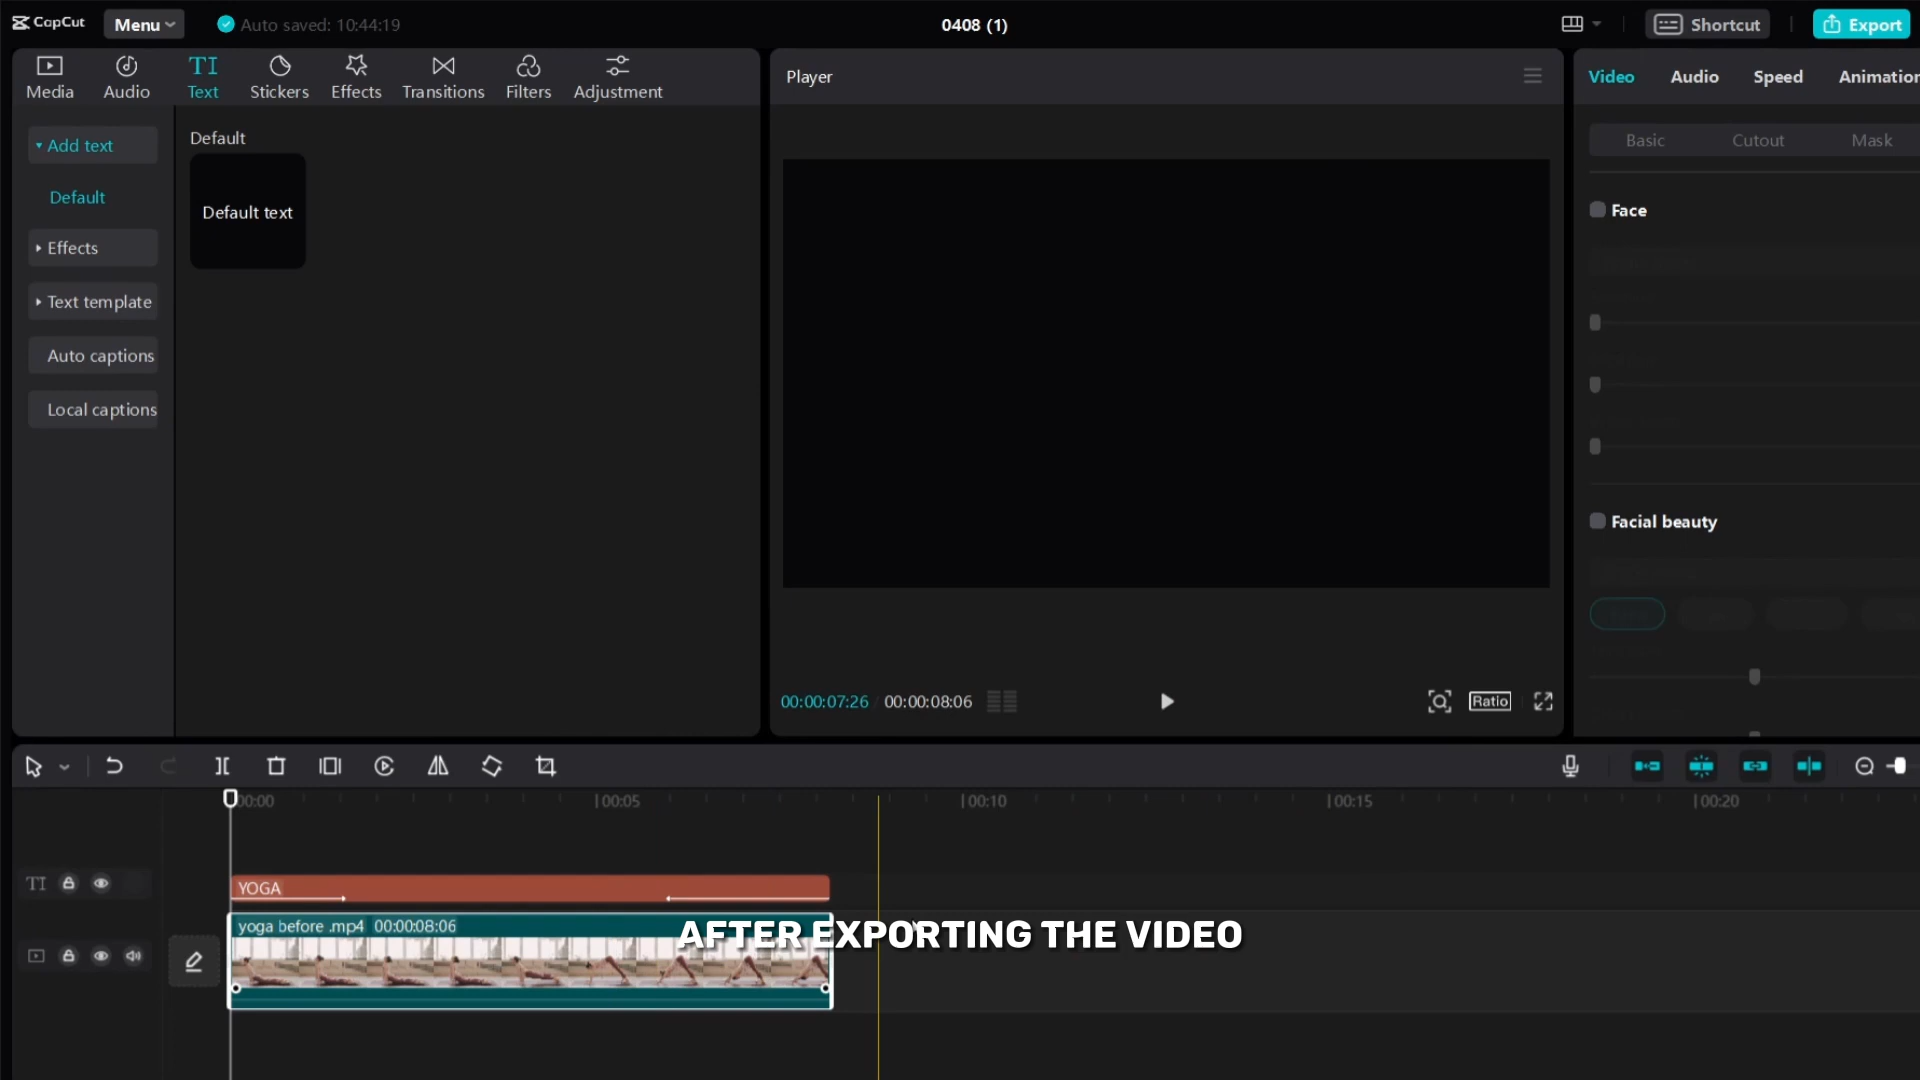 CapCut
Menu
Auto saved: 10:44:19
0408 (1)
Shortcut
Export
Media
Audio
TI
Text
Stickers
Effects
Transitions
Filters
Adjustment
Player
Video
Audio
Speed
Animation
Add text
Default
Effects
Text template
Auto captions
Local captions
Default
Default text
Basic
Cutout
Mask
Face
Facial beauty
00:00:07:26 / 00:00:08:06
Ratio
00:00
00:05
00:10
00:15
00:20
TI
YOGA
yoga before .mp4 00:00:08:06
AFTER EXPORTING THE VIDEO